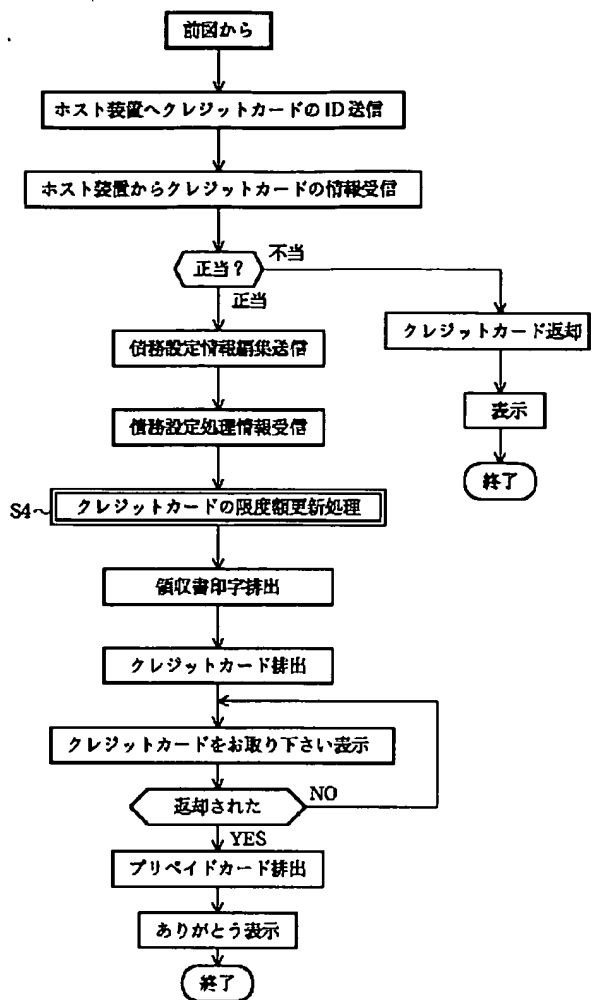 前図から
ホスト装置へクレジットカードのID送信
ホスト装置からクレジットカードの情報受信
正当?
不当
正当
クレジットカード返却
債務設定情報編集送信
表示
債務設定処理情報受信
終了
S4~
クレジットカードの限度額更新処理
領収書印字排出
クレジットカード排出
クレジットカードをお取り下さい表示
返却された
NO
YES
プリペイドカード排出
ありがとう表示
終了